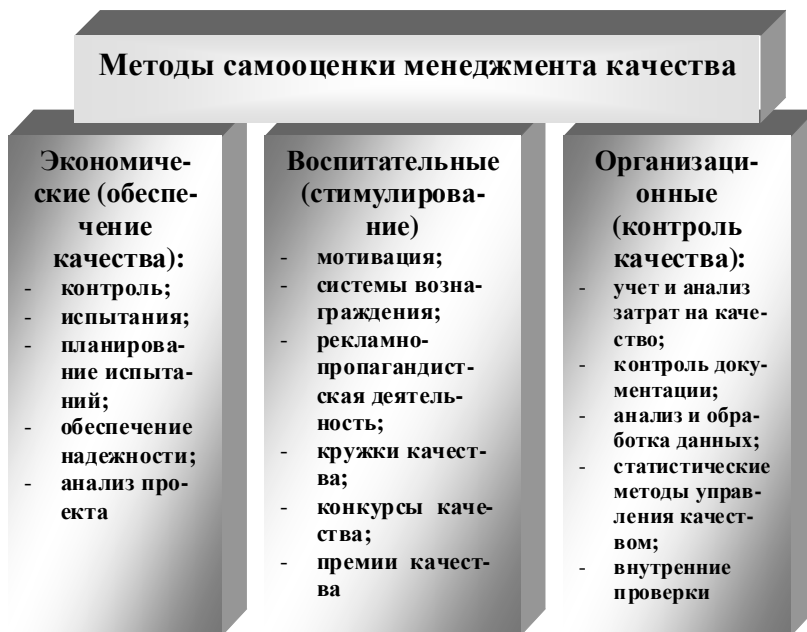 Методы самооценки менеджмента качества
Экономиче-
ские (обеспе-
чение
качества):
- контроль;
- испытания;
- планирова-
ние испыта-
ний;
- обеспечение
надежности;
- анализ про-
екта
Воспитательные
(стимулирова-
ние)
- мотивация;
- системы возна-
граждения;
- рекламно-
пропагандист-
ская деятель-
ность;
- кружки качест-
ва;
- конкурсы каче-
ства;
- премии качест-
ва
Организаци-
онные
(контроль
качества):
- учет и анализ
затрат на каче-
ство;
- контроль доку-
ментации;
- анализ и обра-
ботка данных;
- статистические
методы управ-
ления качест-
вом;
- внутренние
проверки